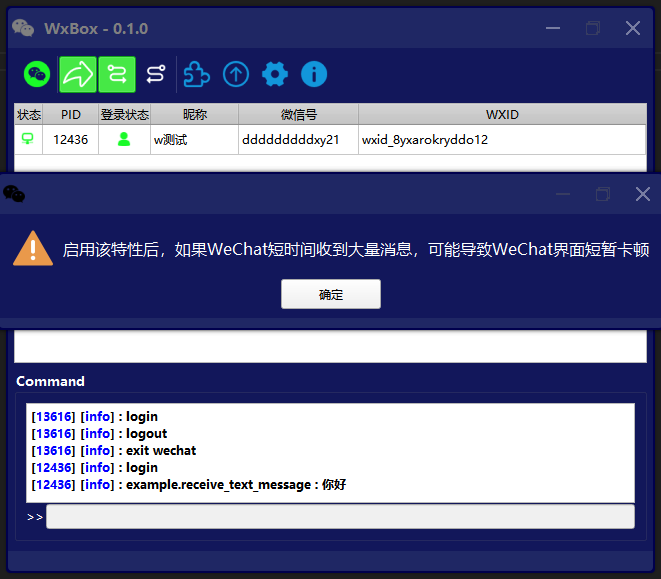 WxBox - 0.1.0
状态 PID 登录状态 昵称 微信号 WXID
12436 w测试 dddddddddxy21 wxid_8yxarokryddo12
启用该特性后，如果WeChat短时间收到大量消息，可能导致WeChat界面短暂卡顿
确定
Command
[13616] [info] : login
[13616] [info] : logout
[13616] [info] : exit wechat
[12436] [info] : login
[12436] [info] : example.receive_text_message : 你好
>>